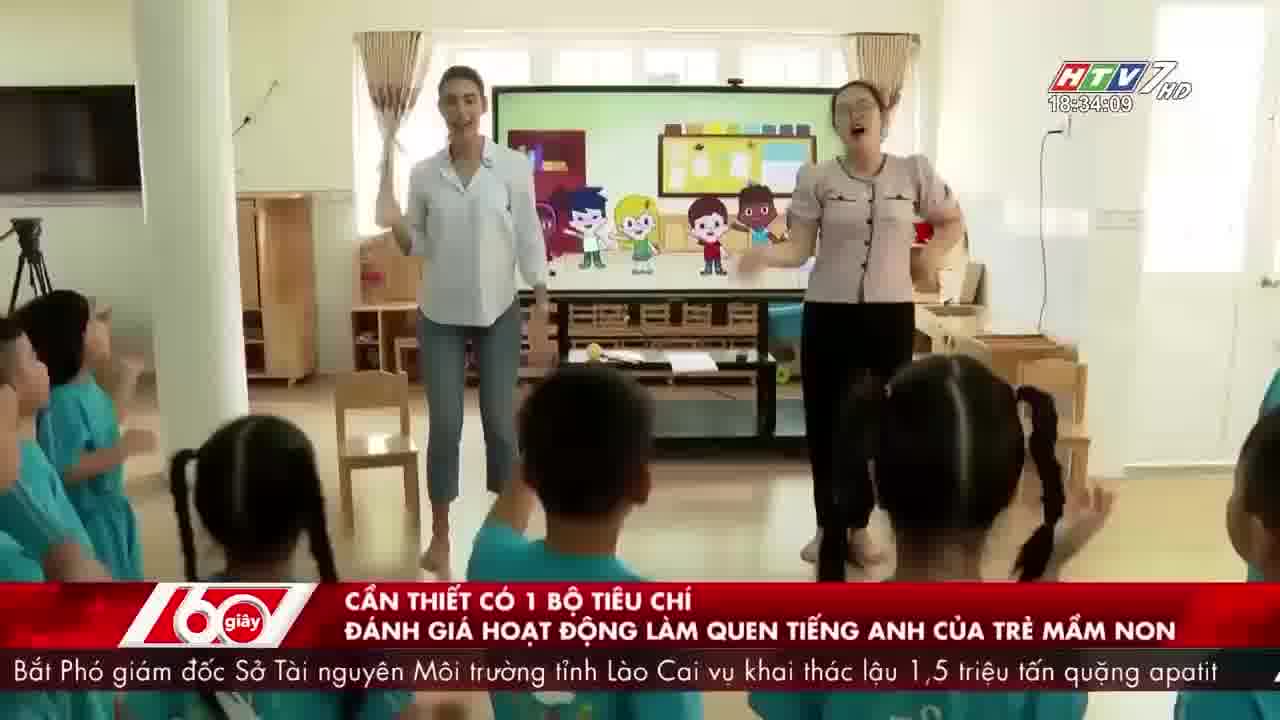 HTV7 HD
18:34:09
60 giây
CẦN THIẾT CÓ 1 BỘ TIÊU CHÍ
ĐÁNH GIÁ HOẠT ĐỘNG LÀM QUEN TIẾNG ANH CỦA TRẺ MẦM NON
Bắt Phó giám đốc Sở Tài nguyên Môi trường tỉnh Lào Cai vụ khai thác lậu 1,5 triệu tấn quặng apatit